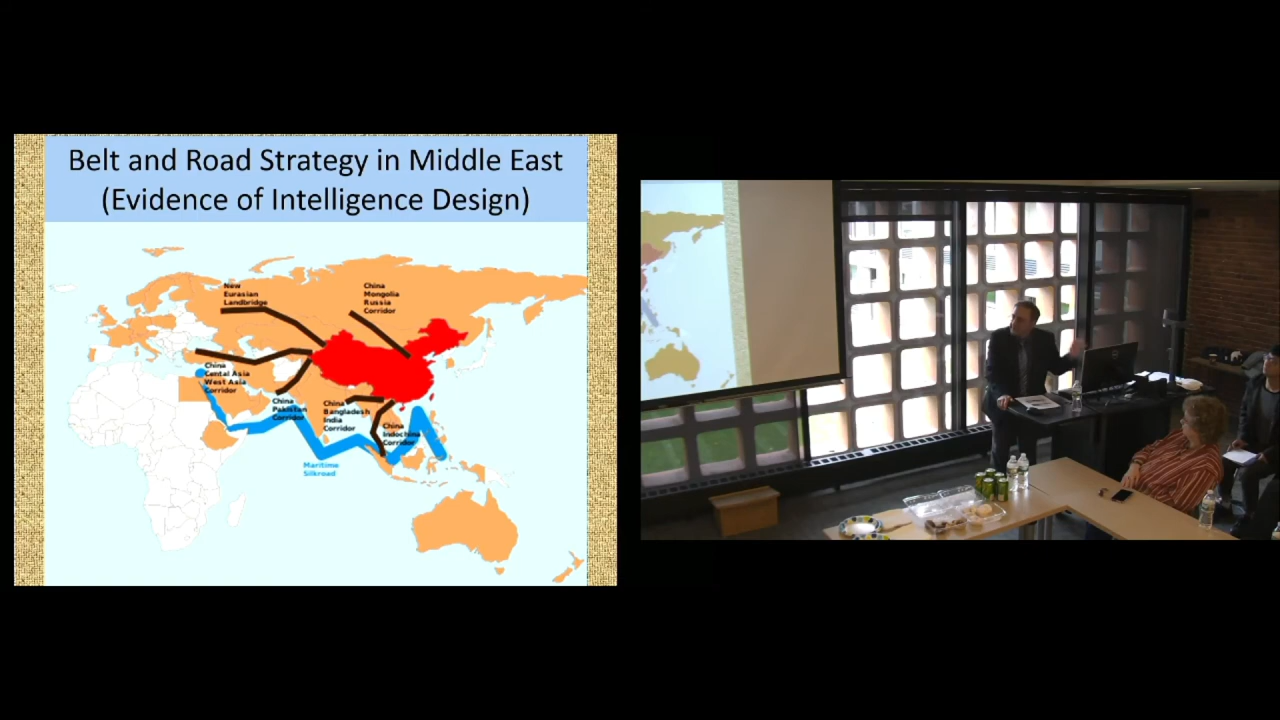 Belt and Road Strategy in Middle East
(Evidence of Intelligence Design)
New
Eurasian
Landbridge
China
Mongolia
Russia
Corridor
China
Cental Asia
West Asia
Corridor
China
Pakistan
Corridor
China
Bangladesh
India
Corridor
China
Indochina
Corridor
Maritime
Silkroad